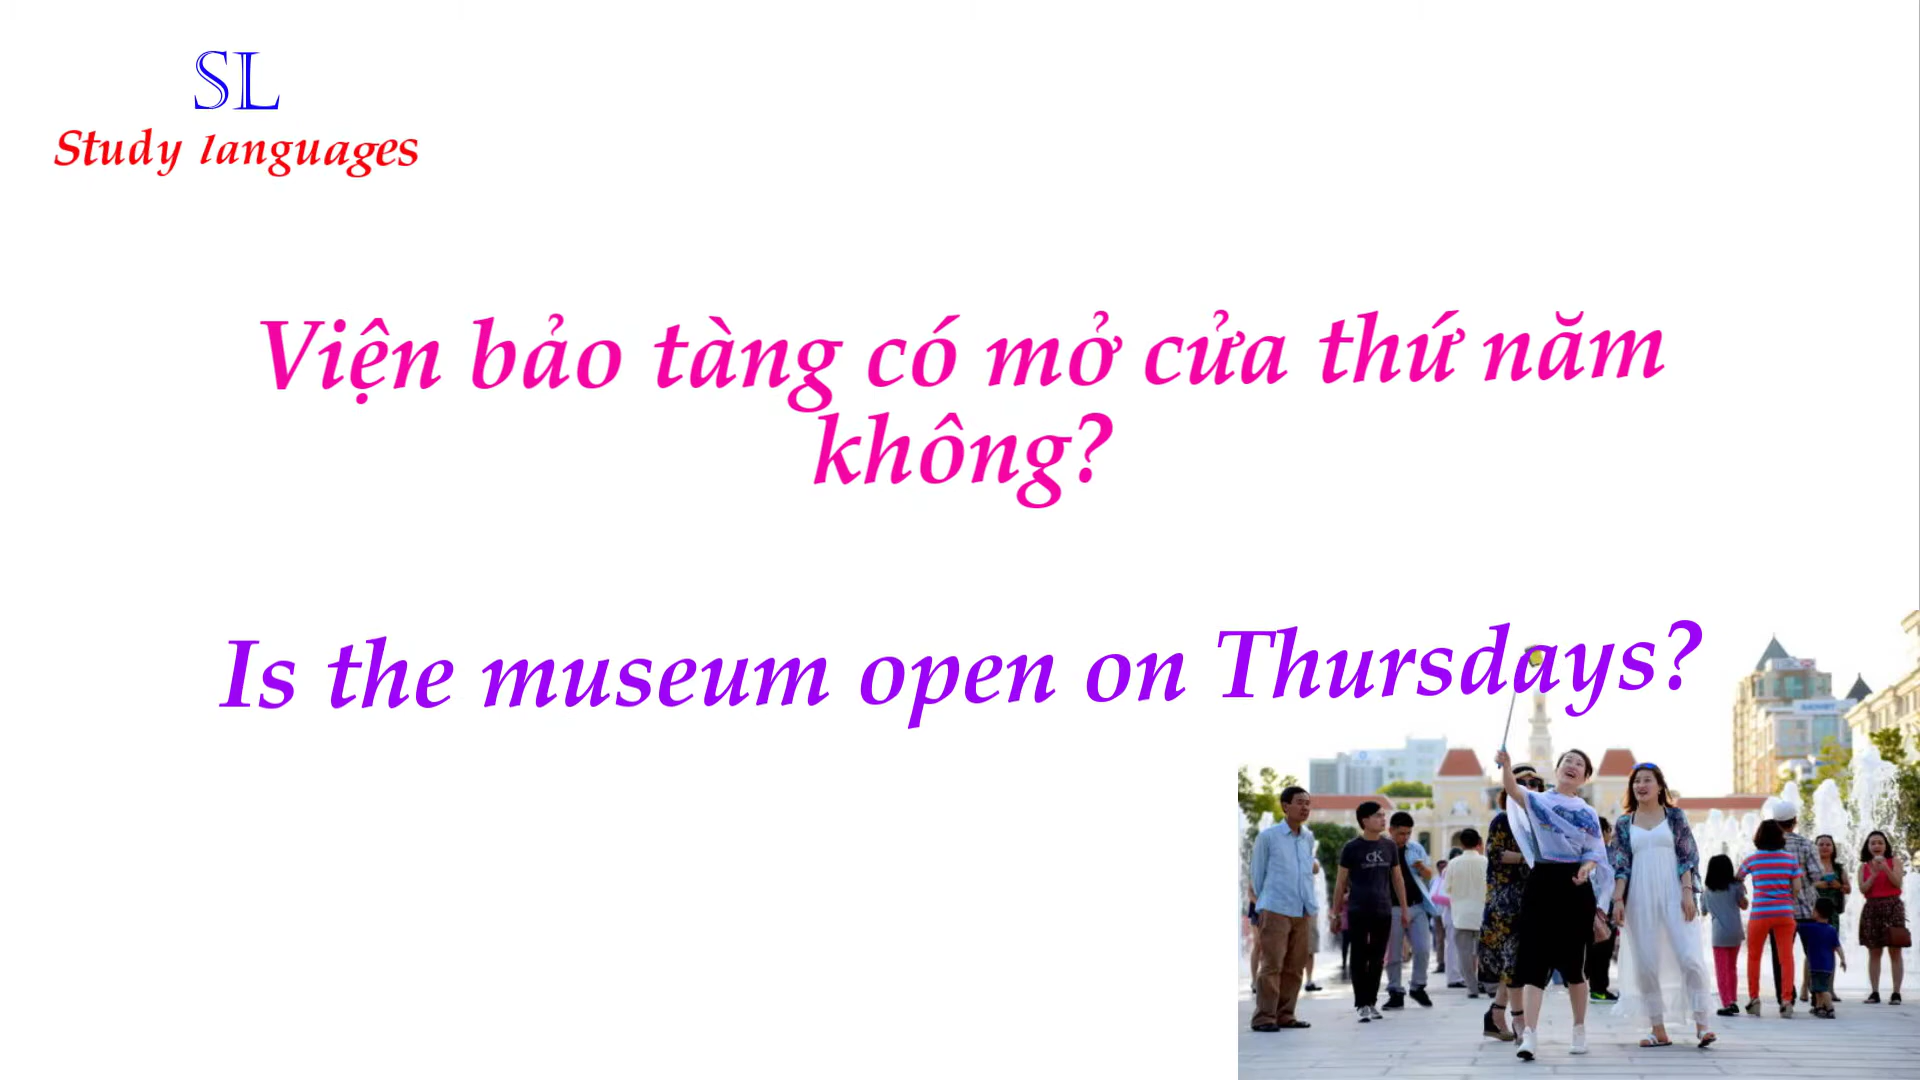 SL
Study languages
Viện bảo tàng có mở cửa thứ năm
không?
Is the museum open on Thursdays?